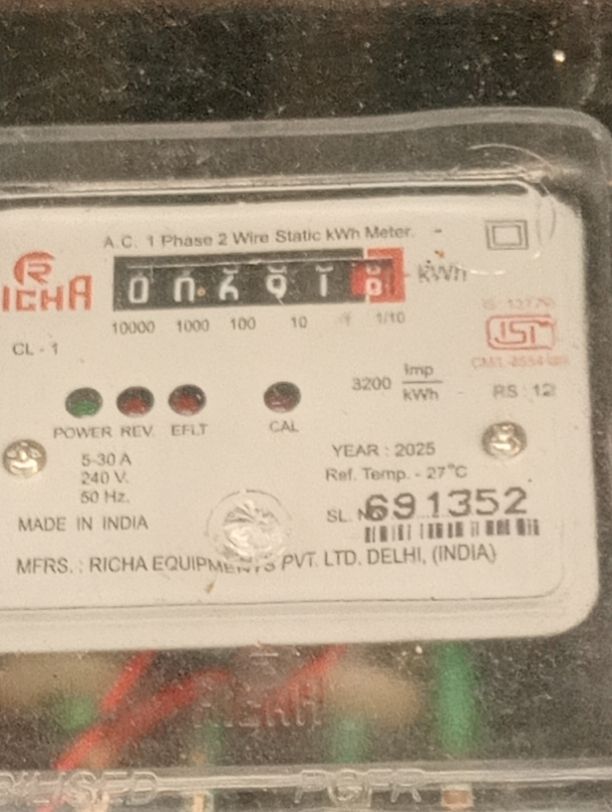 A.C. 1 Phase 2 Wire Static kWh Meter.
R
RICHA
kWh
10000 1000 100 10 1 1/10
CL - 1
ISI
3200 Imp/kWh
RS : 12
POWER REV. EFLT CAL
5-30 A
240 V.
50 Hz.
YEAR : 2025
Ref. Temp. - 27°C
MADE IN INDIA
SL. No 691352
MFRS. : RICHA EQUIPMENTS PVT. LTD. DELHI, (INDIA)
RICHA